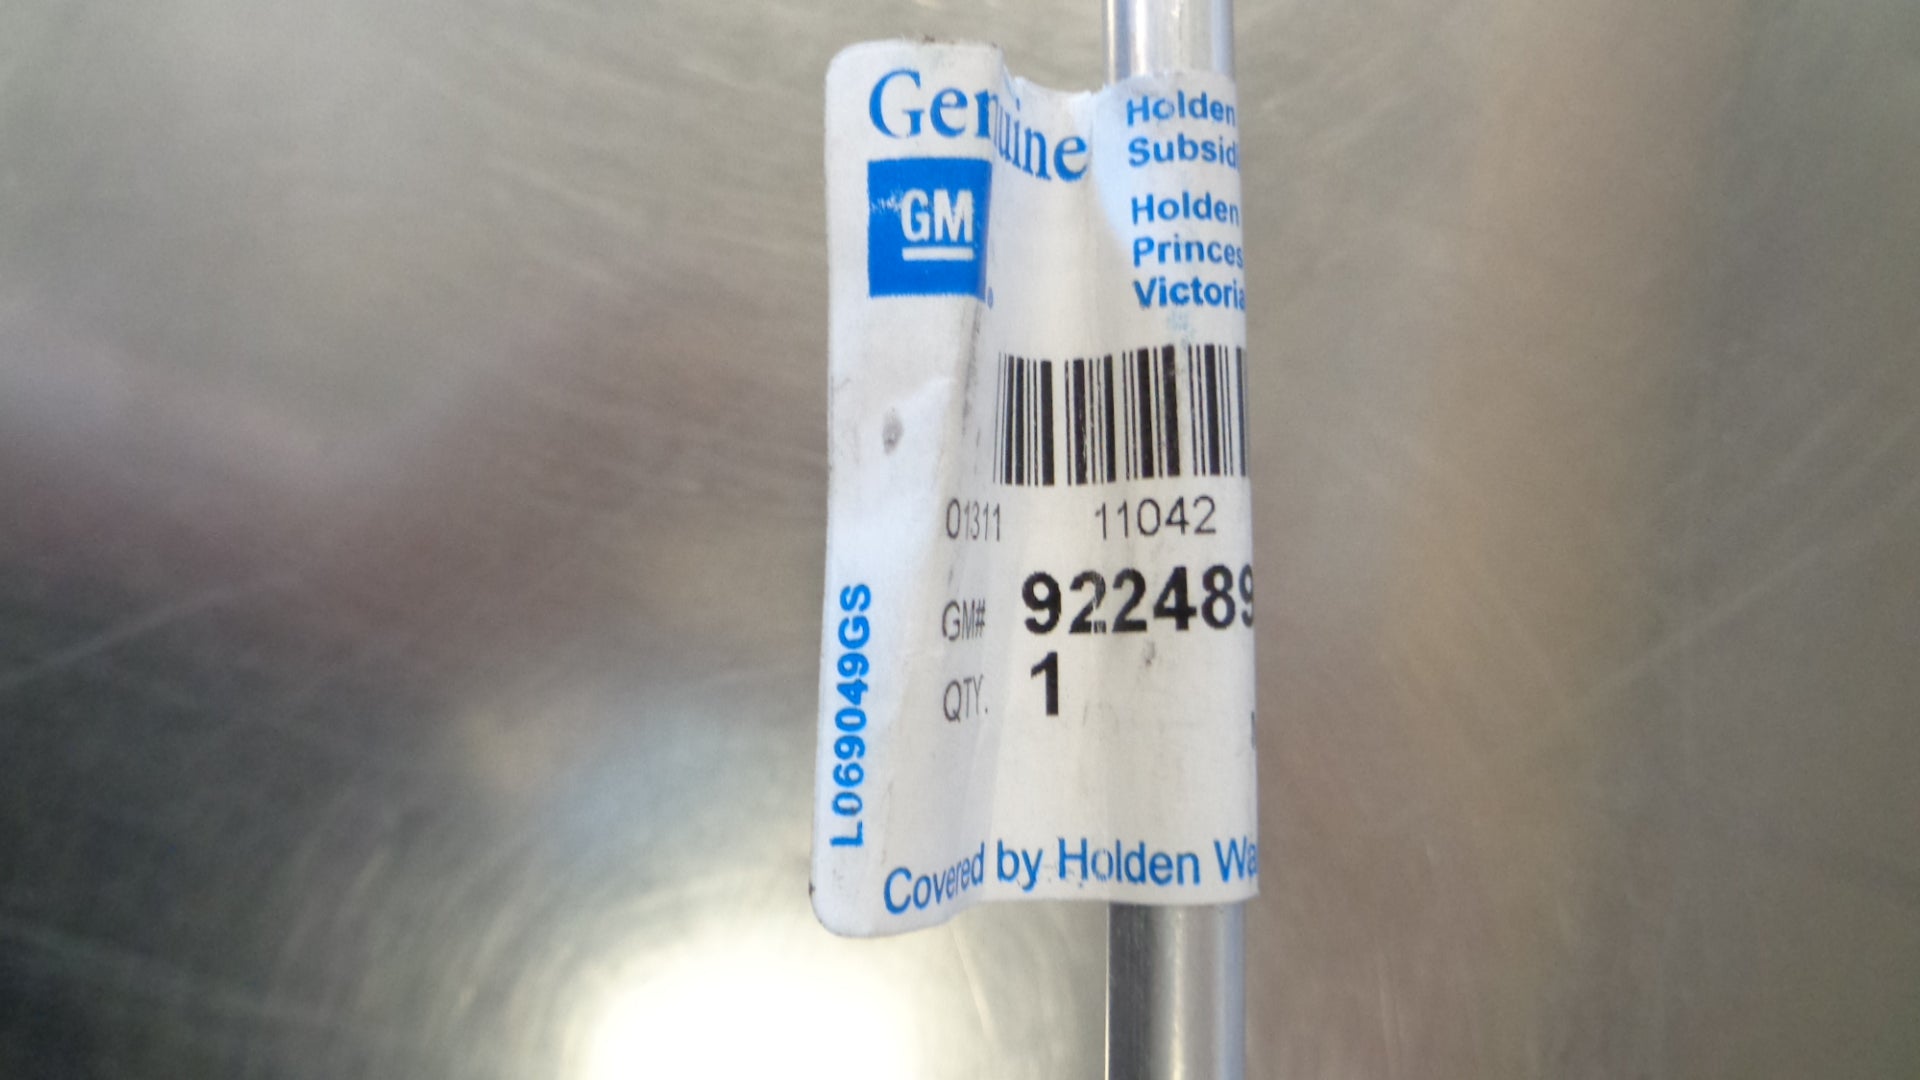 Genuine
GM
Holden
Subsid
Holden
Princes
Victoria
01311 11042
GM# 922489
QTY. 1
L069049GS
Covered by Holden Wa